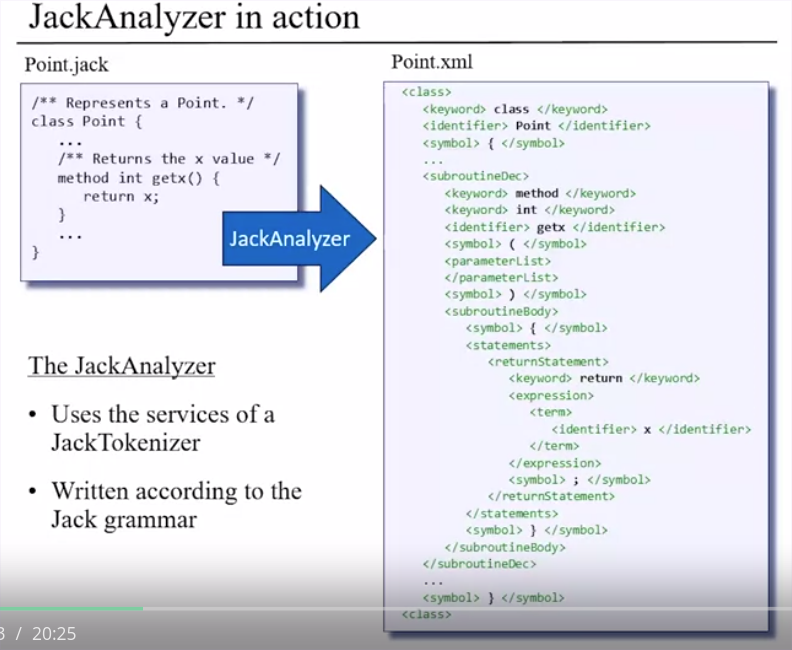 JackAnalyzer in action
Point.jack
/** Represents a Point. */
class Point {
...
/** Returns the x value */
method int getx() {
return x;
}
...
}
JackAnalyzer
The JackAnalyzer
• Uses the services of a
JackTokenizer
• Written according to the
Jack grammar
Point.xml
<class>
<keyword> class </keyword>
<identifier> Point </identifier>
<symbol> { </symbol>
...
<subroutineDec>
<keyword> method </keyword>
<keyword> int </keyword>
<identifier> getx </identifier>
<symbol> ( </symbol>
<parameterList>
</parameterList>
<symbol> ) </symbol>
<subroutineBody>
<symbol> { </symbol>
<statements>
<returnStatement>
<keyword> return </keyword>
<expression>
<term>
<identifier> x </identifier>
</term>
</expression>
<symbol> ; </symbol>
</returnStatement>
</statements>
<symbol> } </symbol>
</subroutineBody>
</subroutineDec>
...
<symbol> } </symbol>
<class>
/ 20:25